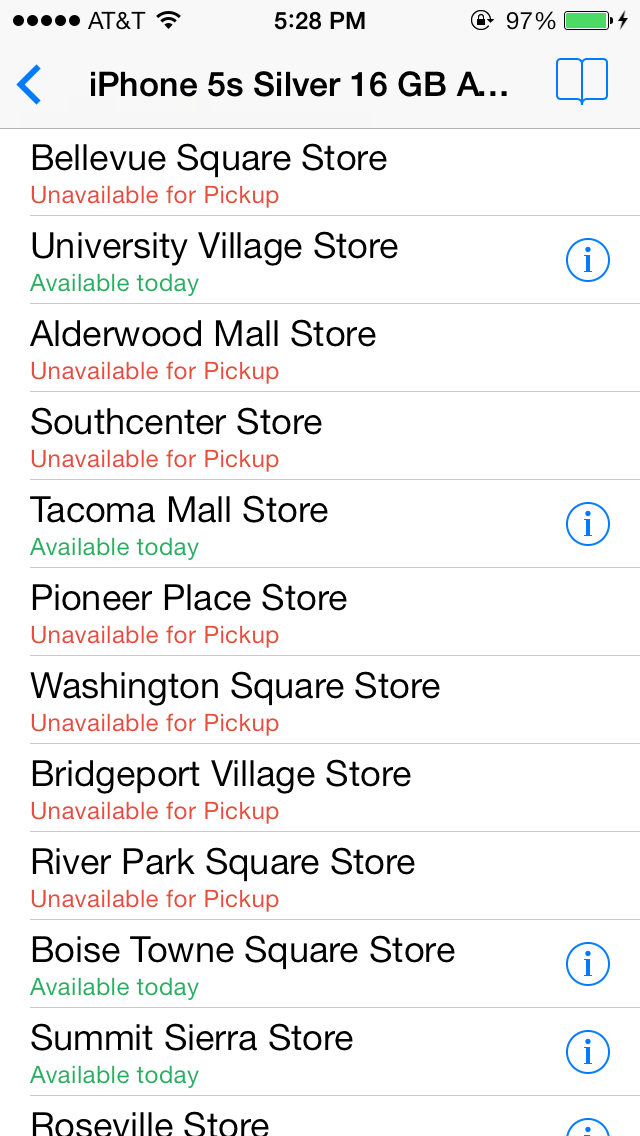 AT&T 5:28 PM 97%
iPhone 5s Silver 16 GB A...
Bellevue Square Store
Unavailable for Pickup
University Village Store
Available today
Alderwood Mall Store
Unavailable for Pickup
Southcenter Store
Unavailable for Pickup
Tacoma Mall Store
Available today
Pioneer Place Store
Unavailable for Pickup
Washington Square Store
Unavailable for Pickup
Bridgeport Village Store
Unavailable for Pickup
River Park Square Store
Unavailable for Pickup
Boise Towne Square Store
Available today
Summit Sierra Store
Available today
Roseville Store